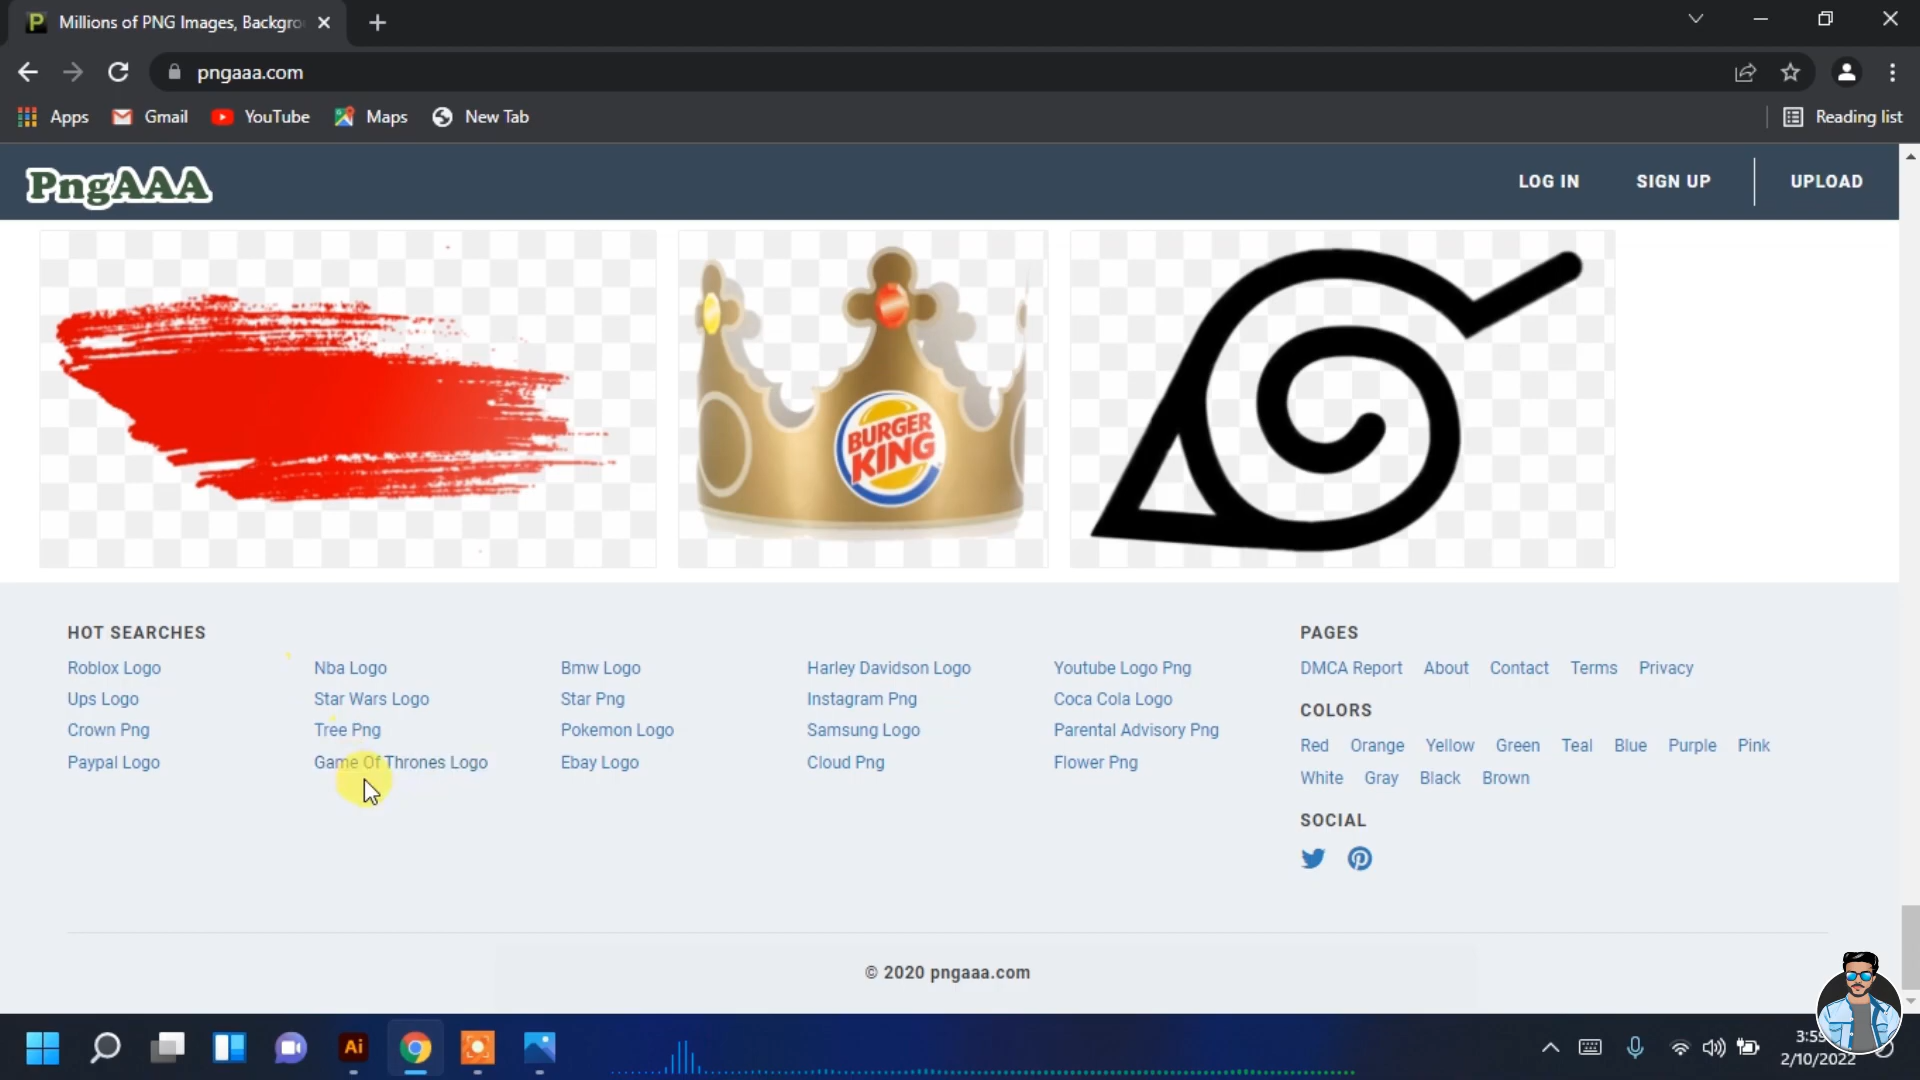 Millions of PNG Images, Backgro
pngaaa.com
Apps Gmail YouTube Maps New Tab Reading list
PngAAA LOG IN SIGN UP UPLOAD
BURGER
KING
HOT SEARCHES
Roblox Logo Nba Logo Bmw Logo Harley Davidson Logo Youtube Logo Png
Ups Logo Star Wars Logo Star Png Instagram Png Coca Cola Logo
Crown Png Tree Png Pokemon Logo Samsung Logo Parental Advisory Png
Paypal Logo Game Of Thrones Logo Ebay Logo Cloud Png Flower Png
PAGES
DMCA Report About Contact Terms Privacy
COLORS
Red Orange Yellow Green Teal Blue Purple Pink
White Gray Black Brown
SOCIAL
© 2020 pngaaa.com
Ai
2/10/2022